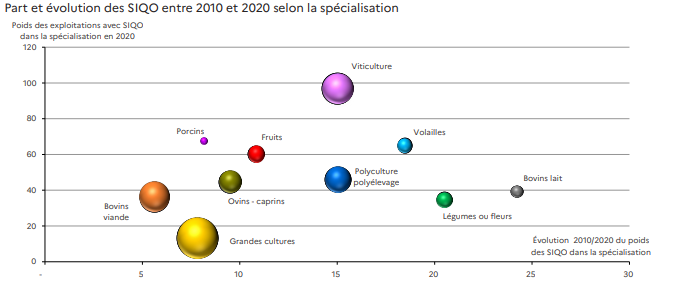 Part et évolution des SIQO entre 2010 et 2020 selon la spécialisation
Poids des exploitations avec SIQO
dans la spécialisation en 2020
120
100
80
60
40
20
0
Viticulture
Porcins
Fruits
Volailles
Polyculture
polyélevage
Bovins lait
Ovins - caprins
Bovins
viande
Légumes ou fleurs
Grandes cultures
Évolution 2010/2020 du poids
des SIQO dans la spécialisation
-
5
10
15
20
25
30